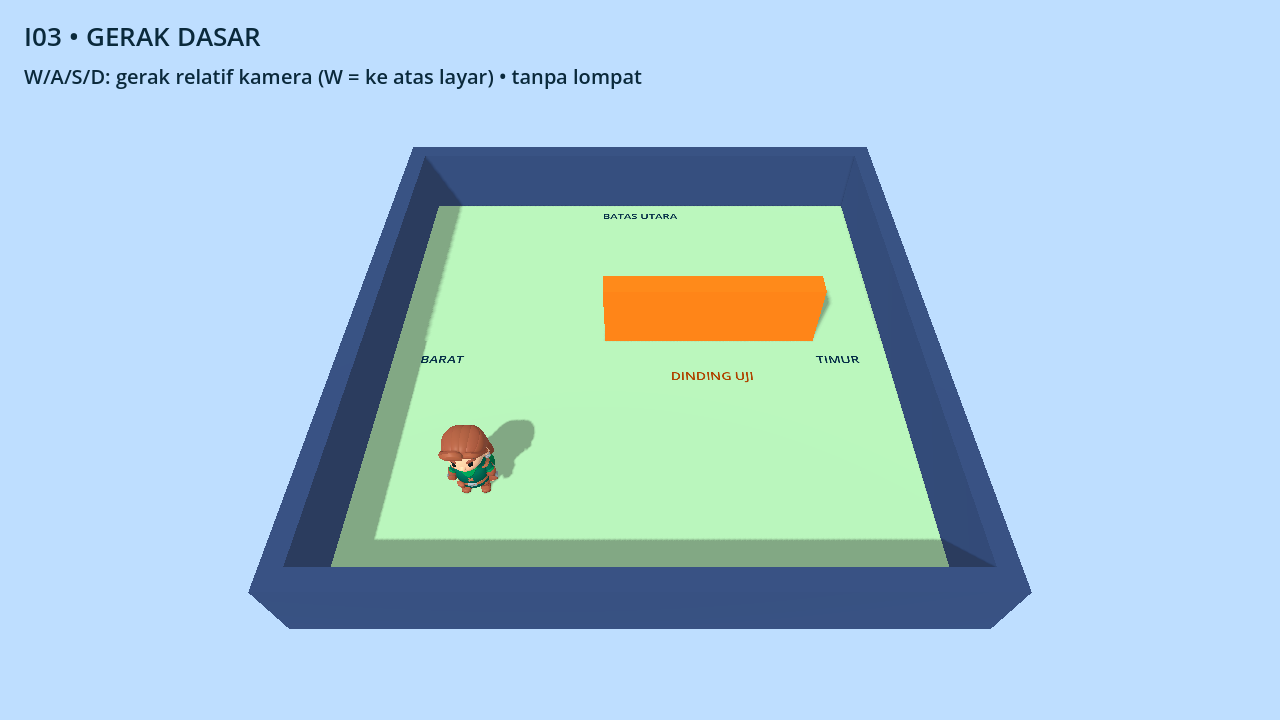 I03 • GERAK DASAR
W/A/S/D: gerak relatif kamera (W = ke atas layar) • tanpa lompat
BATAS UTARA
BARAT
TIMUR
DINDING UJI